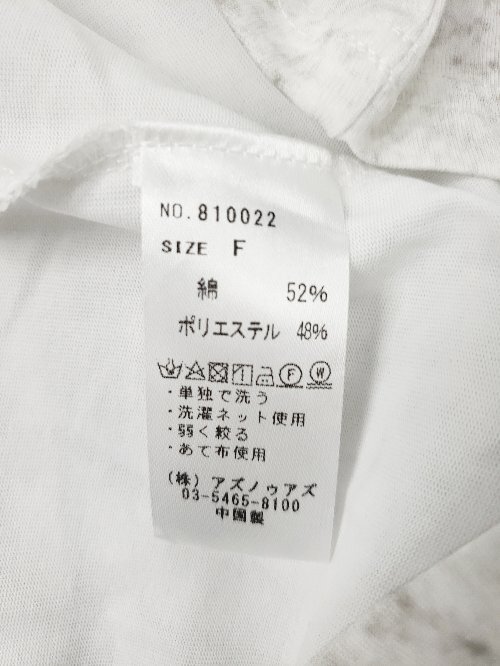 NO.810022
SIZE F
綿 52%
ポリエステル 48%
・単独で洗う
・洗濯ネット使用
・弱く絞る
・あて布使用
(株) アズノゥアズ
03-5465-8100
中国製